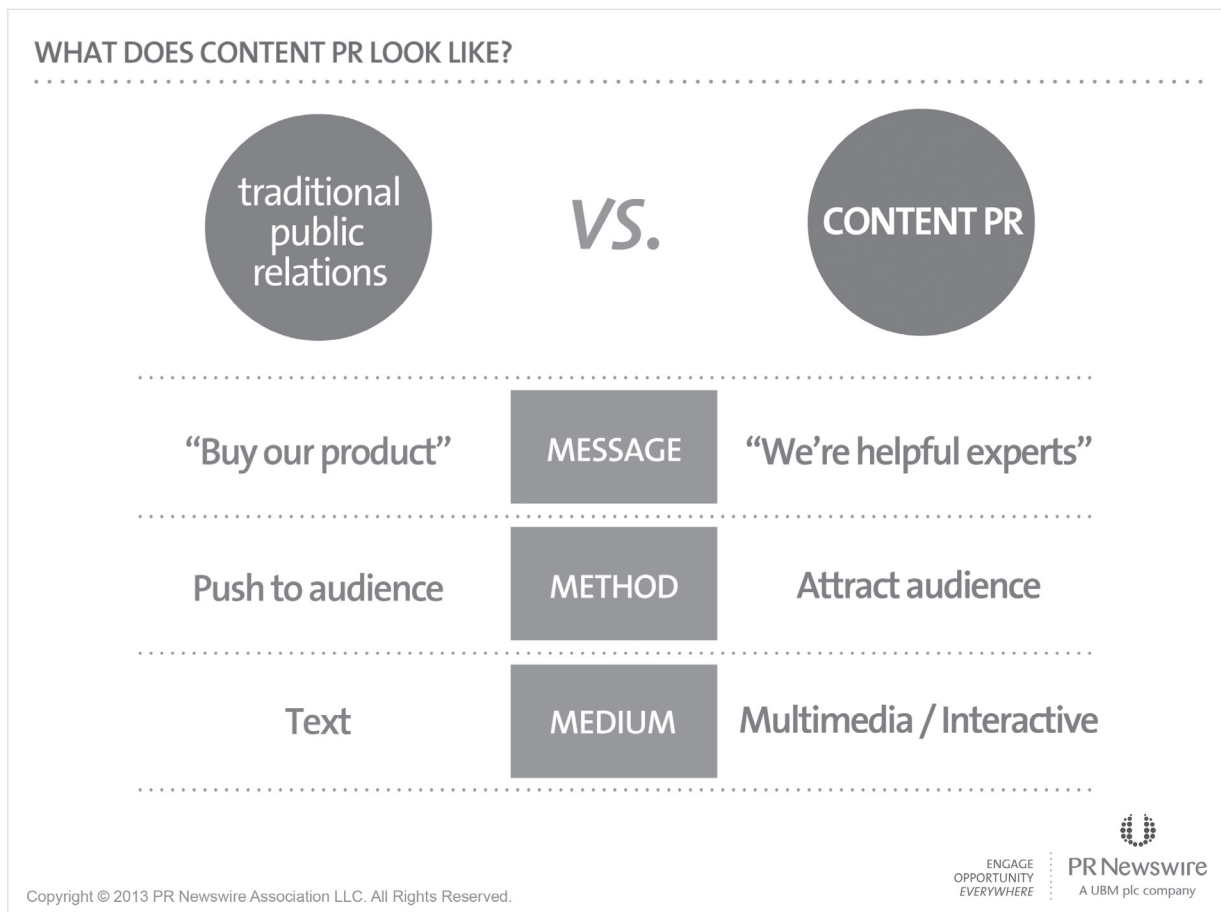 WHAT DOES CONTENT PR LOOK LIKE?
traditional
public
relations
VS.
CONTENT PR
“Buy our product”
MESSAGE
“We’re helpful experts”
Push to audience
METHOD
Attract audience
Text
MEDIUM
Multimedia / Interactive
ENGAGE
OPPORTUNITY
EVERYWHERE
PR Newswire
A UBM plc company
Copyright © 2013 PR Newswire Association LLC. All Rights Reserved.